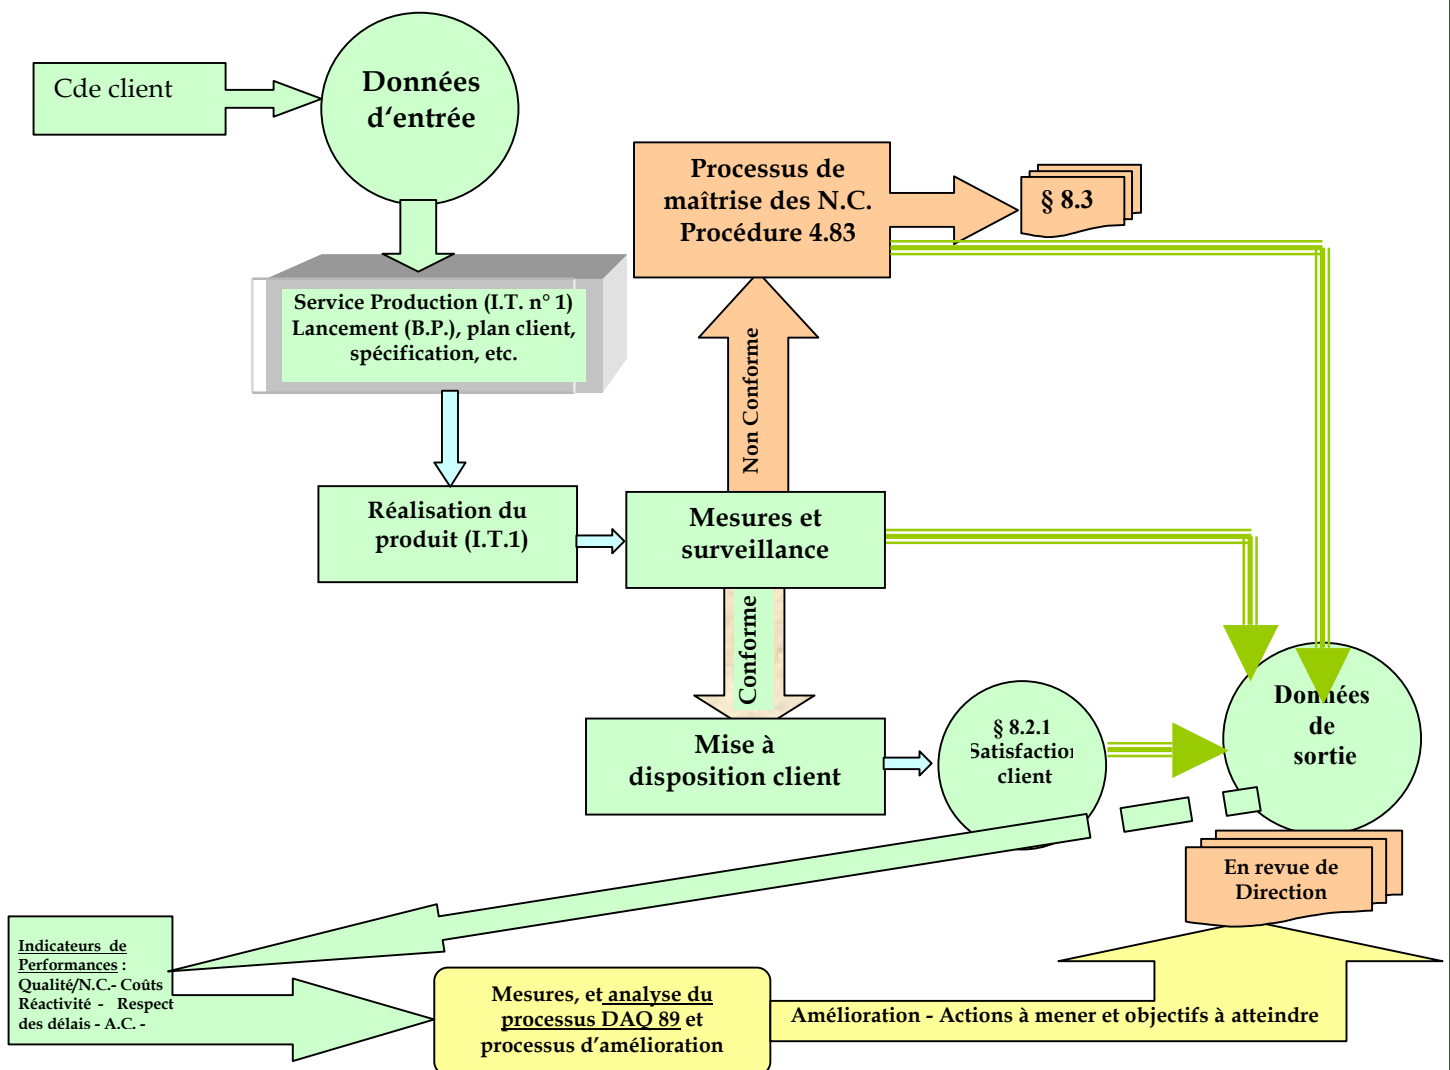 Cde client
Données
d‘entrée
Processus de
maîtrise des N.C.
Procédure 4.83
§ 8.3
Service Production (I.T. n° 1)
Lancement (B.P.), plan client,
spécification, etc.
Non Conforme
Réalisation du
produit (I.T.1)
Mesures et
surveillance
Conforme
Mise à
disposition client
§ 8.2.1
Satisfaction
client
Données
de
sortie
En revue de
Direction
Indicateurs de
Performances :
Qualité/N.C.- Coûts
Réactivité - Respect
des délais - A.C. -
Mesures, et analyse du
processus DAQ 89 et
processus d’amélioration
Amélioration - Actions à mener et objectifs à atteindre